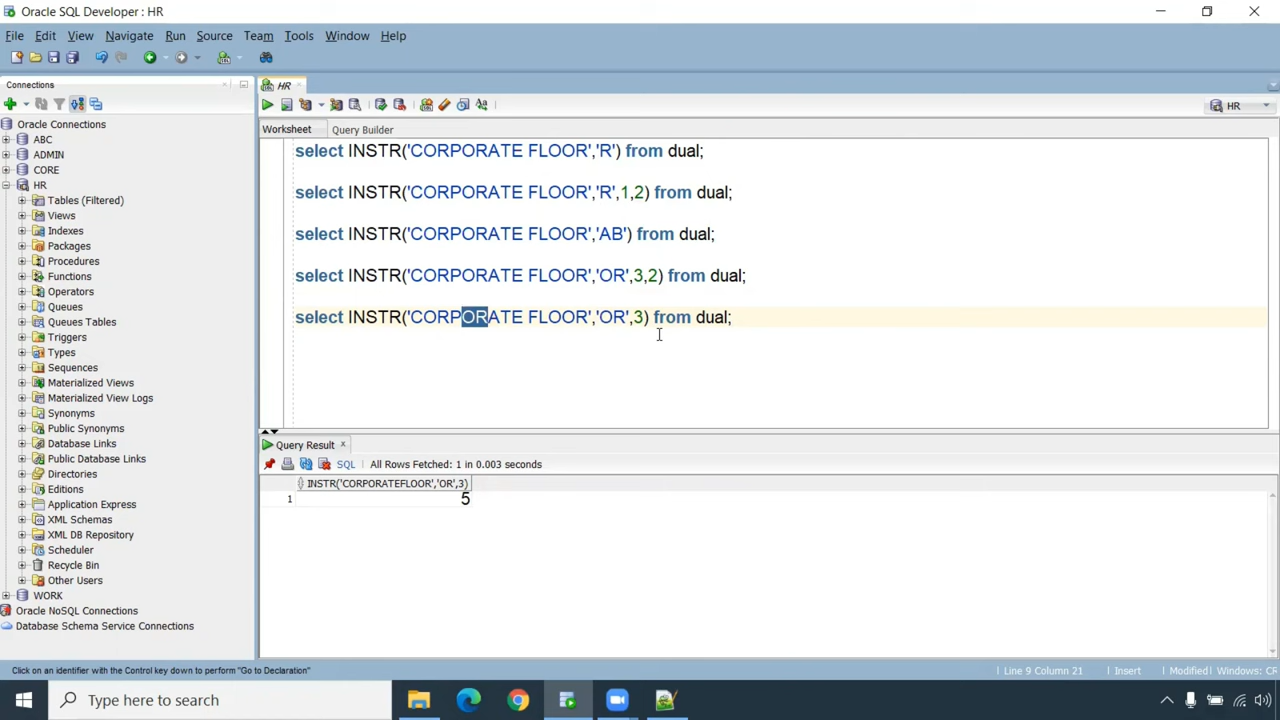 Oracle SQL Developer : HR
File Edit View Navigate Run Source Team Tools Window Help
Connections
HR
HR
Worksheet Query Builder
Oracle Connections
ABC
ADMIN
CORE
HR
Tables (Filtered)
Views
Indexes
Packages
Procedures
Functions
Operators
Queues
Queues Tables
Triggers
Types
Sequences
Materialized Views
Materialized View Logs
Synonyms
Public Synonyms
Database Links
Public Database Links
Directories
Editions
Application Express
XML Schemas
XML DB Repository
Scheduler
Recycle Bin
Other Users
WORK
Oracle NoSQL Connections
Database Schema Service Connections
select INSTR('CORPORATE FLOOR','R') from dual;
select INSTR('CORPORATE FLOOR','R',1,2) from dual;
select INSTR('CORPORATE FLOOR','AB') from dual;
select INSTR('CORPORATE FLOOR','OR',3,2) from dual;
select INSTR('CORPORATE FLOOR','OR',3) from dual;
Query Result
SQL All Rows Fetched: 1 in 0.003 seconds
INSTR('CORPORATEFLOOR','OR',3)
1 5
Click on an identifier with the Control key down to perform "Go to Declaration" Line 9 Column 21 Insert Modified Windows: CR
Type here to search